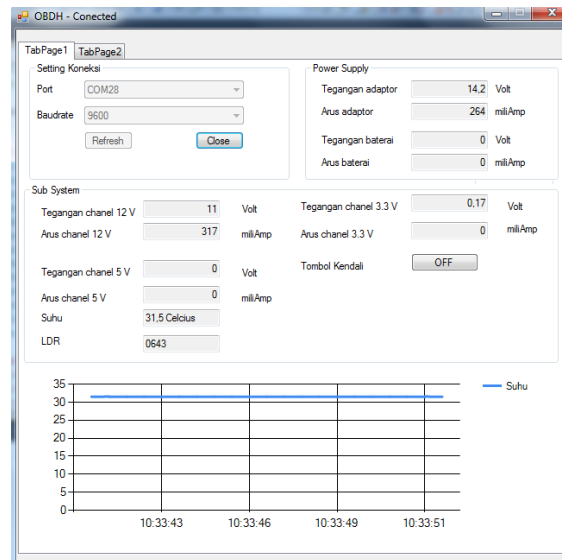 OBDH - Conected
TabPage1 TabPage2
Setting Koneksi
Port COM28
Baudrate 9600
Refresh Close
Power Supply
Tegangan adaptor 14,2 Volt
Arus adaptor 264 miliAmp
Tegangan baterai 0 Volt
Arus baterai 0 miliAmp
Sub System
Tegangan chanel 12 V 11 Volt
Arus chanel 12 V 317 miliAmp
Tegangan chanel 5 V 0 Volt
Arus chanel 5 V 0 miliAmp
Suhu 31,5 Celcius
LDR 0643
Tegangan chanel 3.3 V 0,17 Volt
Arus chanel 3.3 V 0 miliAmp
Tombol Kendali OFF
35
30
25
20
15
10
5
0
10:33:43 10:33:46 10:33:49 10:33:51
Suhu